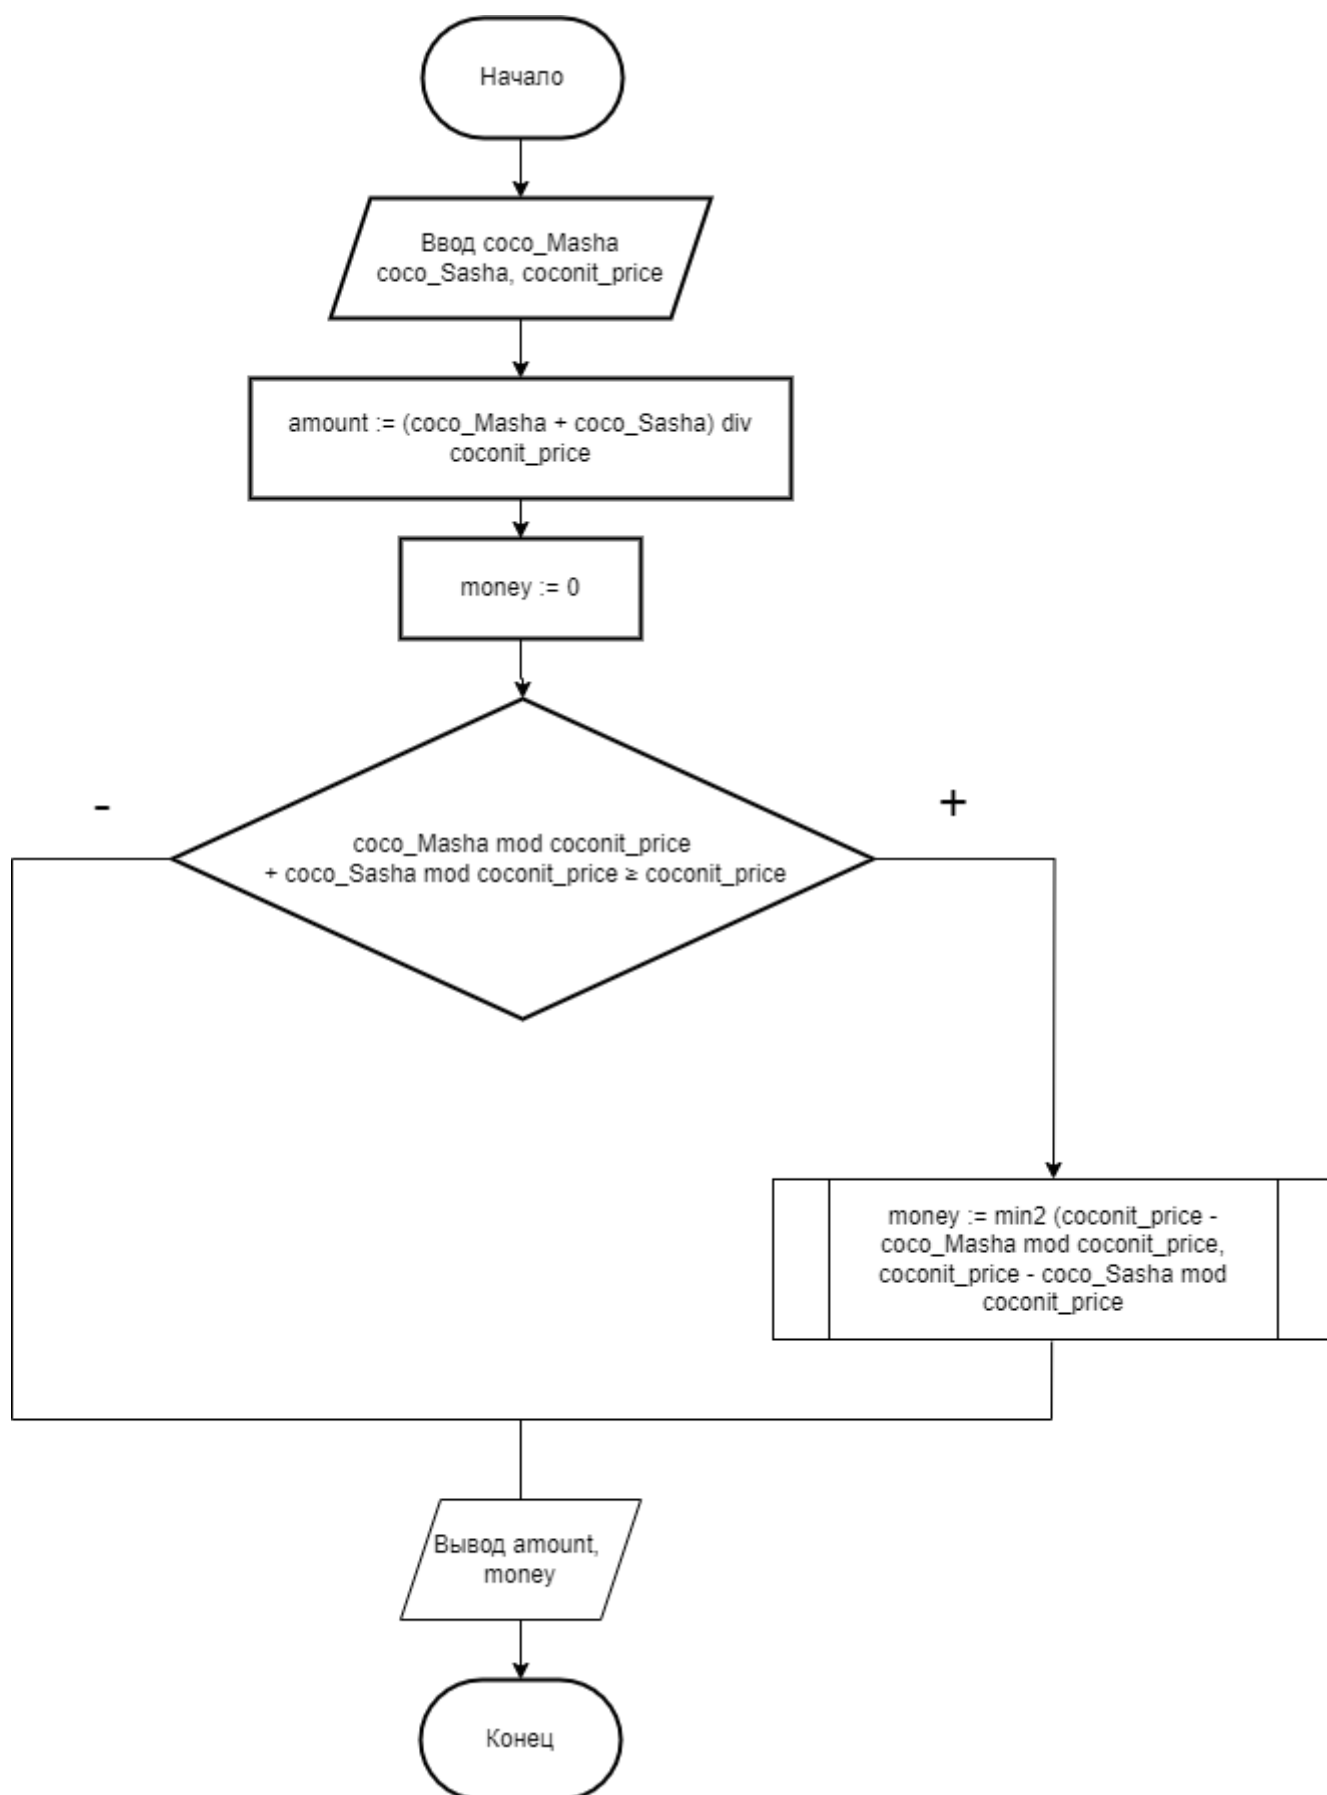 Начало
Ввод coco_Masha
coco_Sasha, coconit_price
amount := (coco_Masha + coco_Sasha) div
coconit_price
money := 0
-
+
coco_Masha mod coconit_price
+ coco_Sasha mod coconit_price ≥ coconit_price
money := min2 (coconit_price -
coco_Masha mod coconit_price,
coconit_price - coco_Sasha mod
coconit_price
Вывод amount,
money
Конец